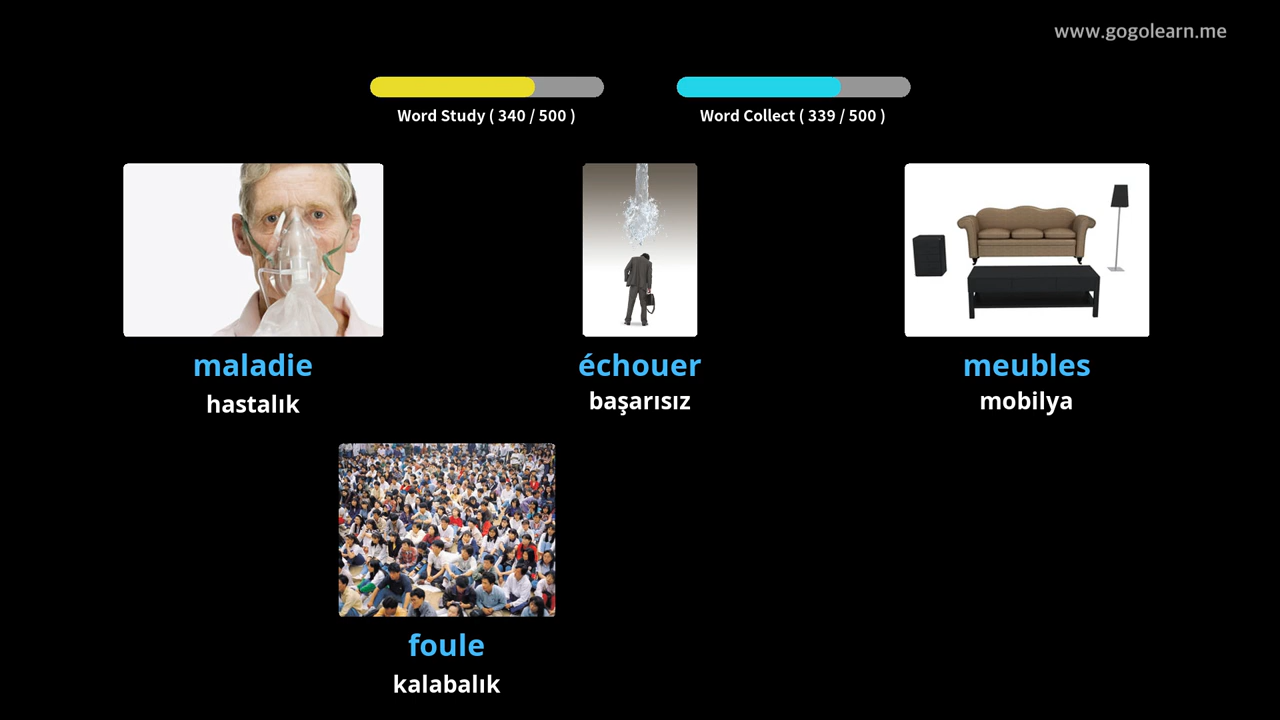 www.gogolearn.me
Word Study ( 340 / 500 )
Word Collect ( 339 / 500 )
maladie
hastalık
échouer
başarısız
meubles
mobilya
foule
kalabalık